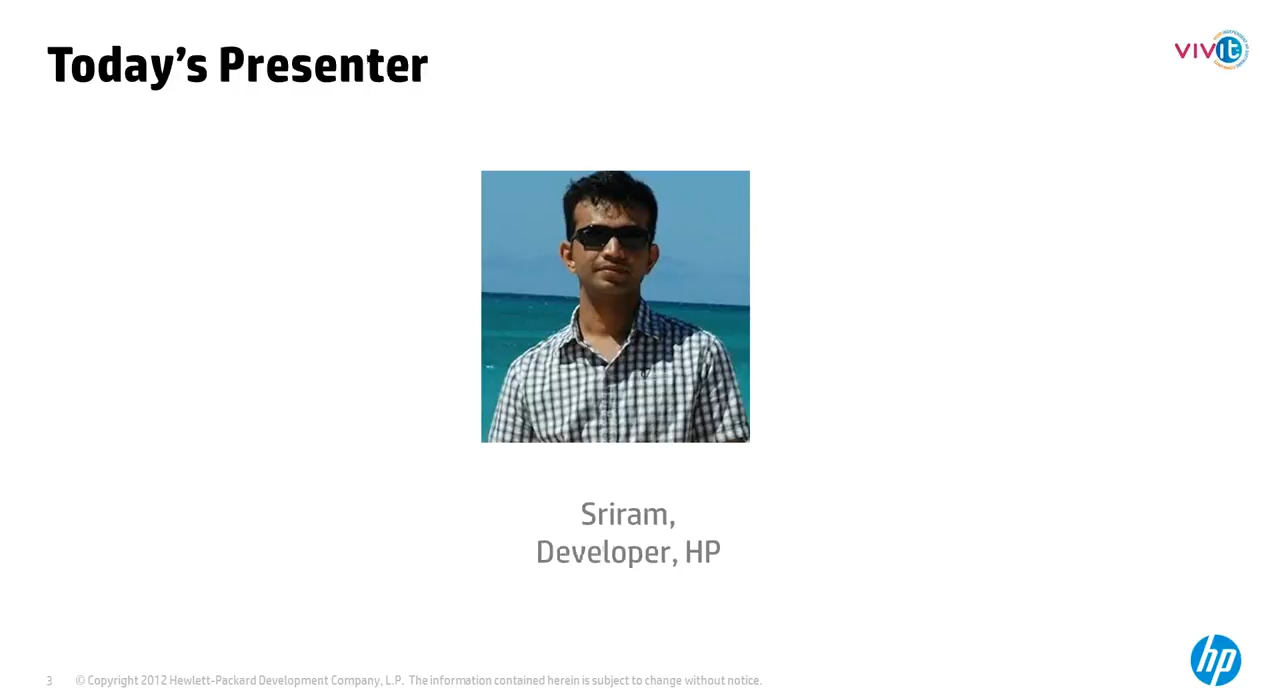 Today’s Presenter
VIVit
Sriram,
Developer, HP
hp
3 © Copyright 2012 Hewlett-Packard Development Company, L.P. The information contained herein is subject to change without notice.